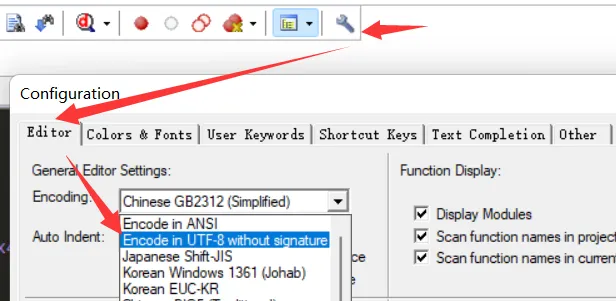 Configuration
Editor
Colors & Fonts
User Keywords
Shortcut Keys
Text Completion
Other
General Editor Settings:
Encoding:
Chinese GB2312 (Simplified)
Encode in ANSI
Encode in UTF-8 without signature
Japanese Shift-JIS
Korean Windows 1361 (Johab)
Korean EUC-KR
Auto Indent:
Function Display:
Display Modules
Scan function names in project
Scan function names in current